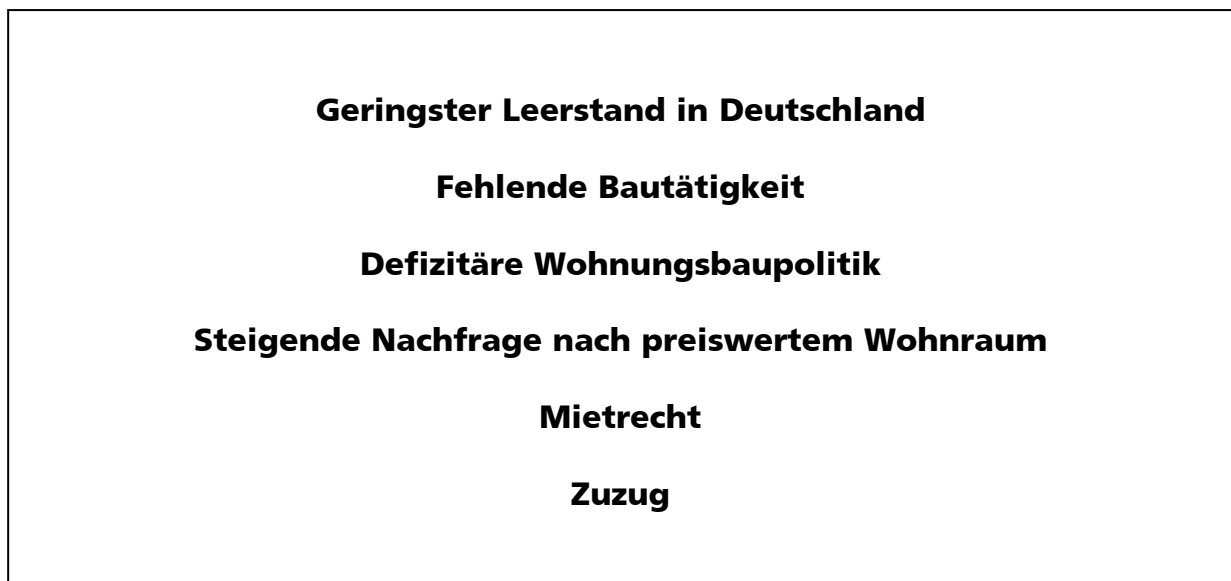 Geringster Leerstand in Deutschland
Fehlende Bautätigkeit
Defizitäre Wohnungsbaupolitik
Steigende Nachfrage nach preiswertem Wohnraum
Mietrecht
Zuzug